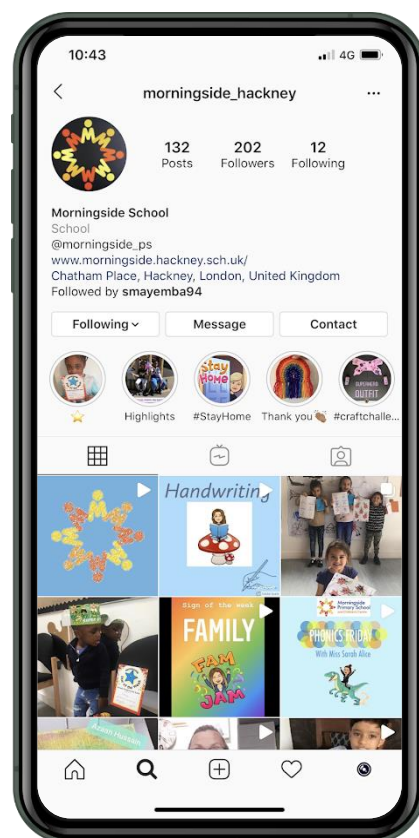 10:43
4G
morningside_hackney
132 202 12
Posts Followers Following
Morningside School
School
@morningside_ps
www.morningside.hackney.sch.uk/
Chatham Place, Hackney, London, United Kingdom
Followed by smayemba94
Following Message Contact
Stay Home
SUPERHERO OUTFIT
Highlights #StayHome Thank you #craftchalle...
Handwriting
Sign of the week
FAMILY
FAM JAM
Morningside Primary School
PHONICS FRIDAY
With Miss Sarah Alice